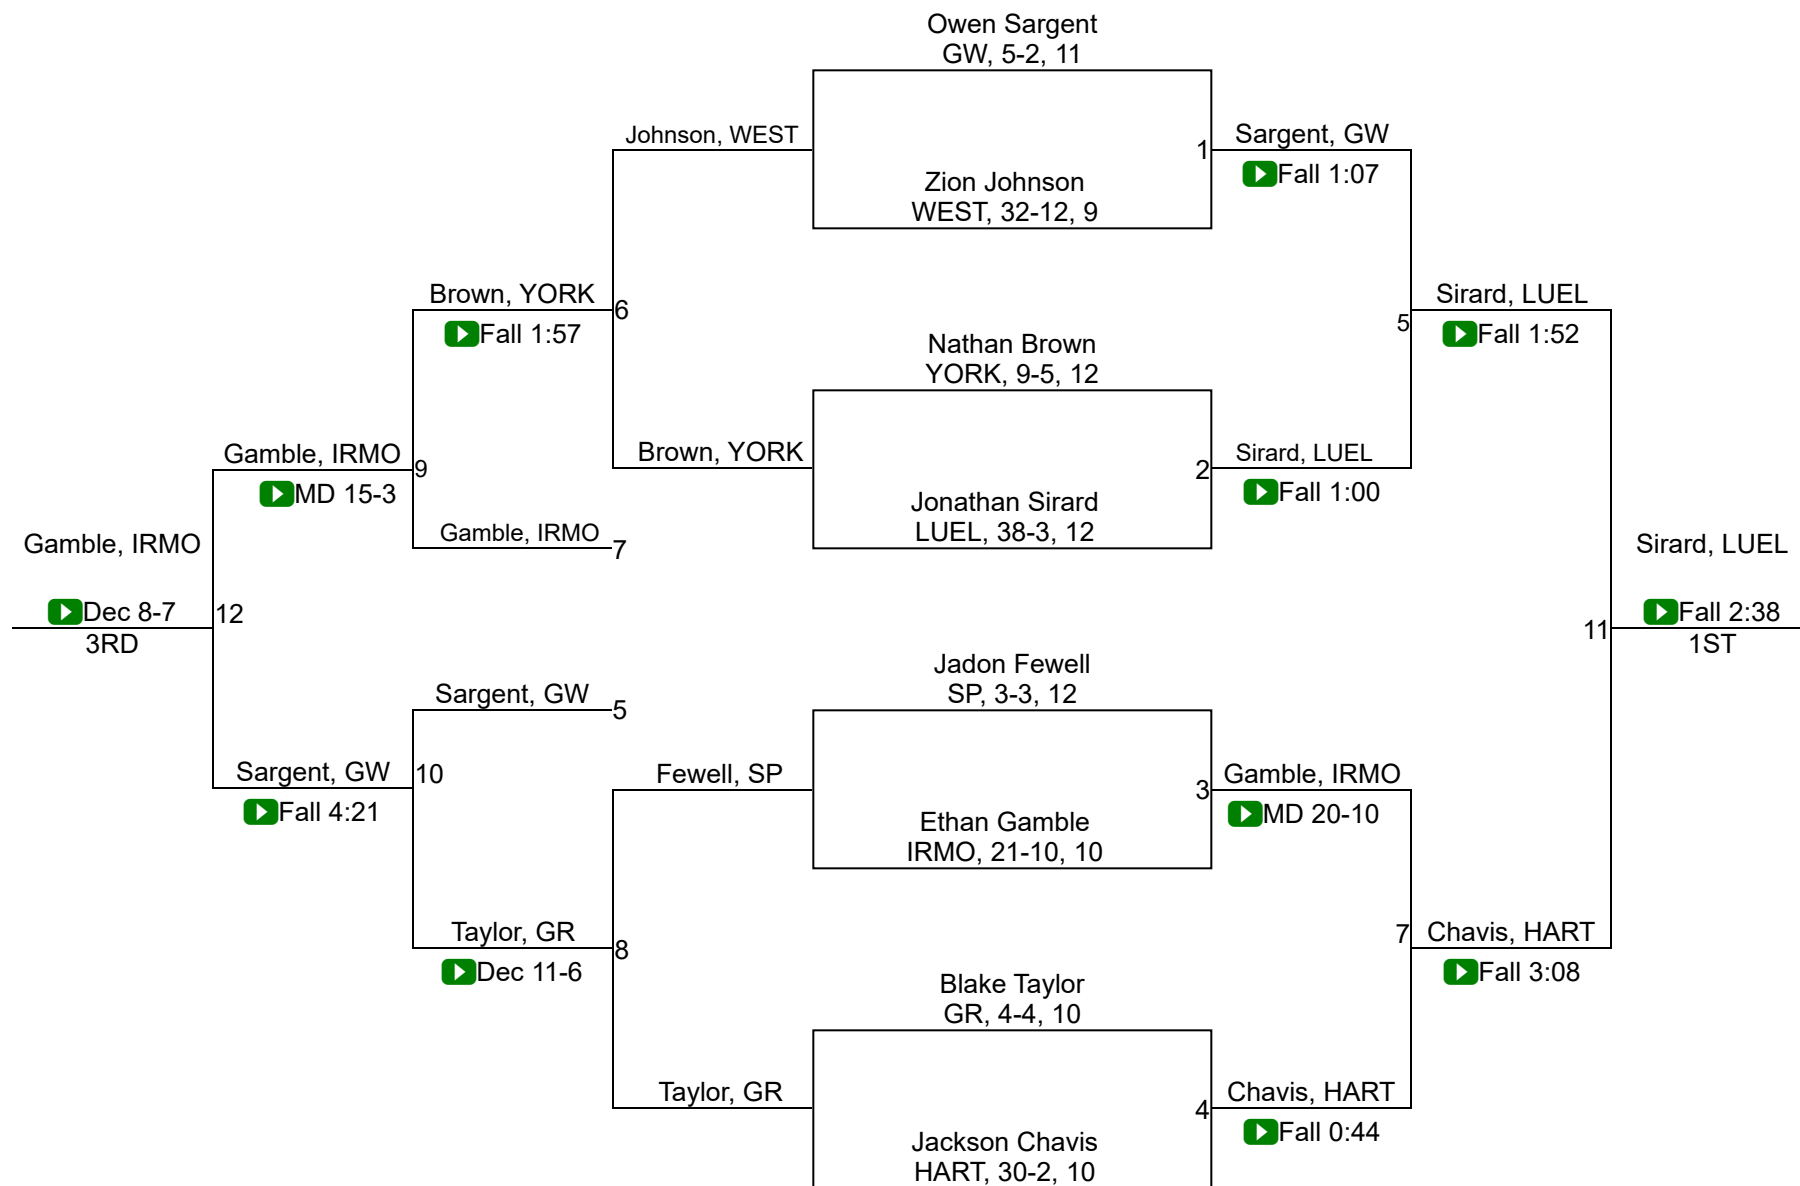 Owen Sargent
GW, 5-2, 11
Johnson, WEST
1
Sargent, GW
Fall 1:07
Zion Johnson
WEST, 32-12, 9
Brown, YORK
6
Fall 1:57
5
Sirard, LUEL
Fall 1:52
Nathan Brown
YORK, 9-5, 12
Gamble, IRMO
9
MD 15-3
Brown, YORK
2
Sirard, LUEL
Fall 1:00
Jonathan Sirard
LUEL, 38-3, 12
Gamble, IRMO
7
Gamble, IRMO
Dec 8-7
3RD
12
Sirard, LUEL
11
Fall 2:38
1ST
Jadon Fewell
SP, 3-3, 12
Sargent, GW
5
Sargent, GW
10
Fall 4:21
Fewell, SP
3
Gamble, IRMO
MD 20-10
Ethan Gamble
IRMO, 21-10, 10
Taylor, GR
8
Dec 11-6
7
Chavis, HART
Fall 3:08
Blake Taylor
GR, 4-4, 10
Taylor, GR
4
Chavis, HART
Fall 0:44
Jackson Chavis
HART, 30-2, 10